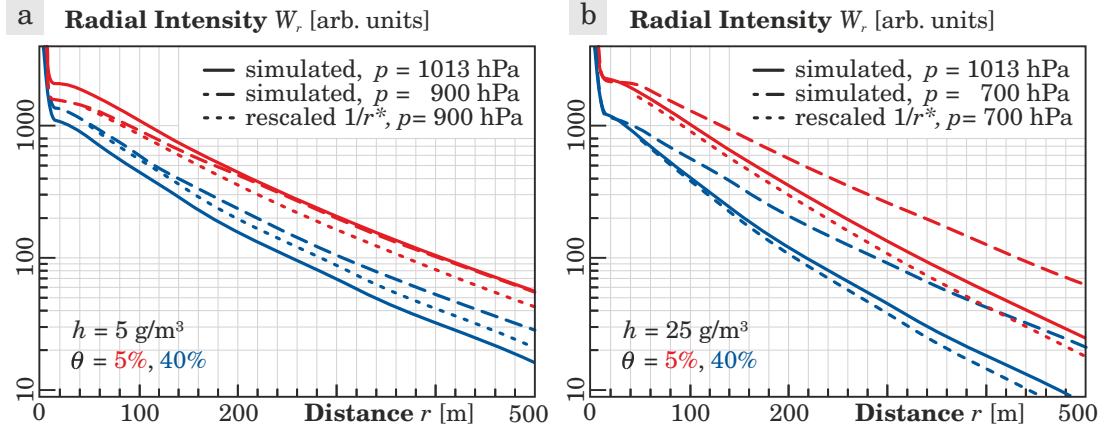 a Radial Intensity Wr [arb. units]
simulated, p = 1013 hPa
simulated, p = 900 hPa
rescaled 1/r*, p= 900 hPa
1000
100
10
h = 5 g/m³
θ = 5%, 40%
0 100 200 Distance r [m] 500
b Radial Intensity Wr [arb. units]
simulated, p = 1013 hPa
simulated, p = 700 hPa
rescaled 1/r*, p= 700 hPa
1000
100
10
h = 25 g/m³
θ = 5%, 40%
0 100 200 Distance r [m] 500